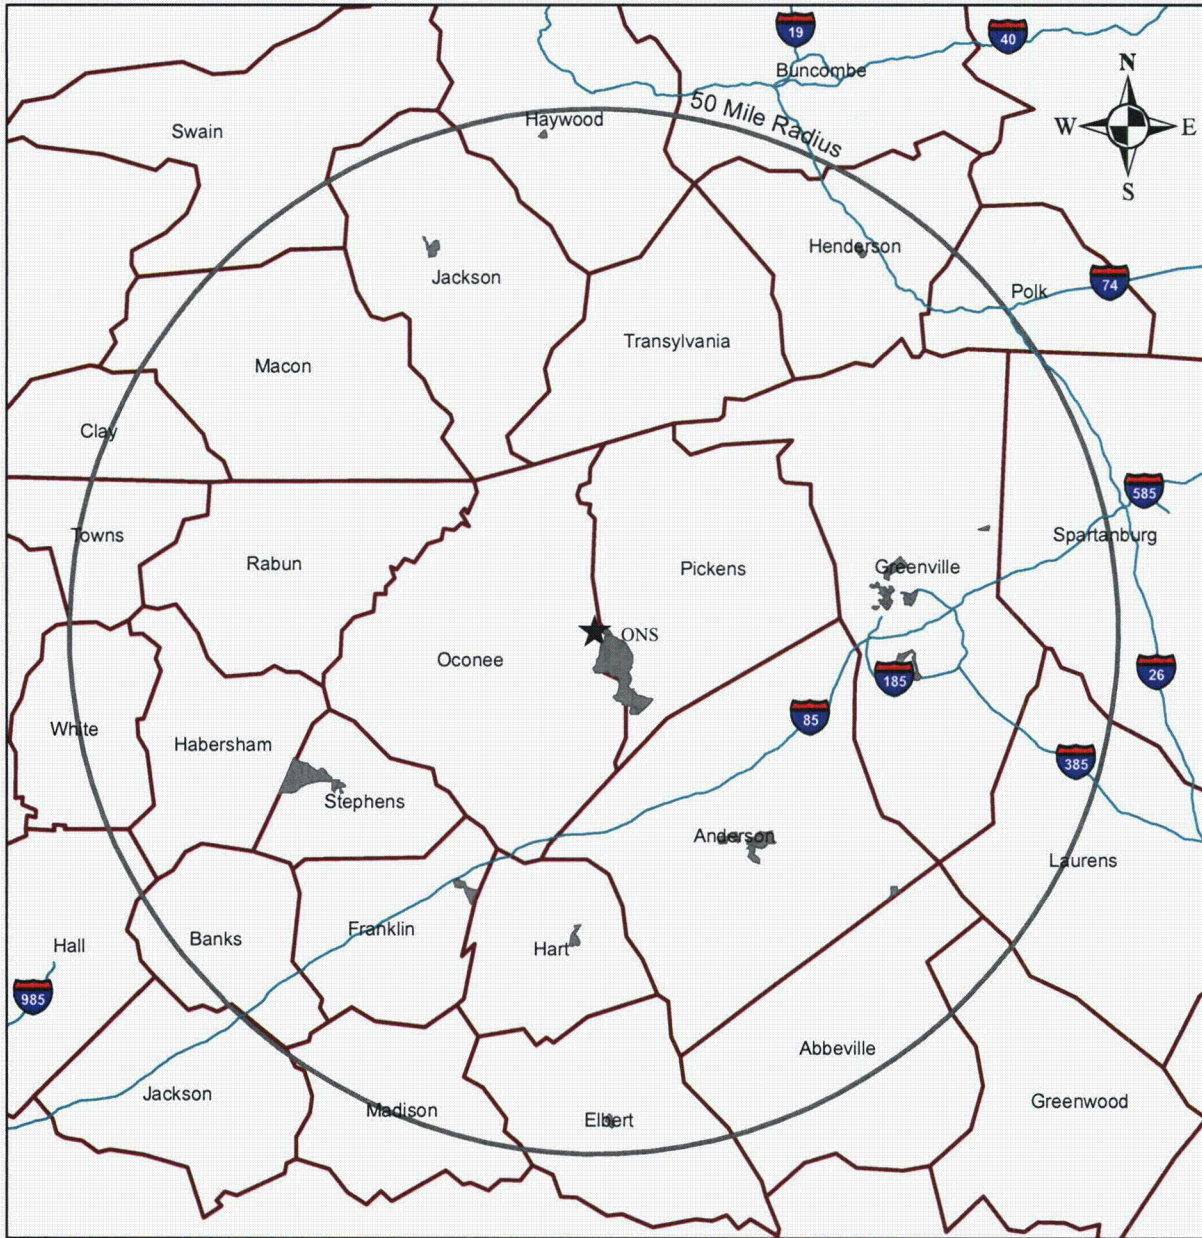 19
40
Buncombe
N
50 Mile Radius
Haywood
W
E
Swain
S
Henderson
Jackson
74
Polk
Transylvania
Macon
Clay
585
Towns
Spartanburg
Rabun
Pickens
Greenville
ONS
Oconee
185
26
85
White
Habersham
385
Stephens
Anderson
Laurens
Franklin
Banks
Hall
Hart
985
Abbeville
Jackson
Greenwood
Madison
Elbert